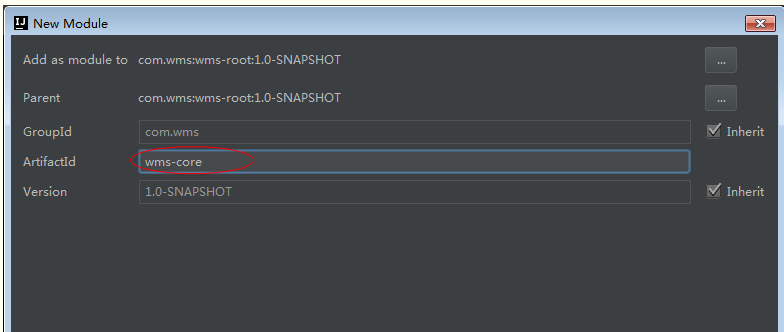 IJ New Module
Add as module to com.wms:wms-root:1.0-SNAPSHOT ...
Parent com.wms:wms-root:1.0-SNAPSHOT ...
GroupId com.wms Inherit
ArtifactId wms-core
Version 1.0-SNAPSHOT Inherit